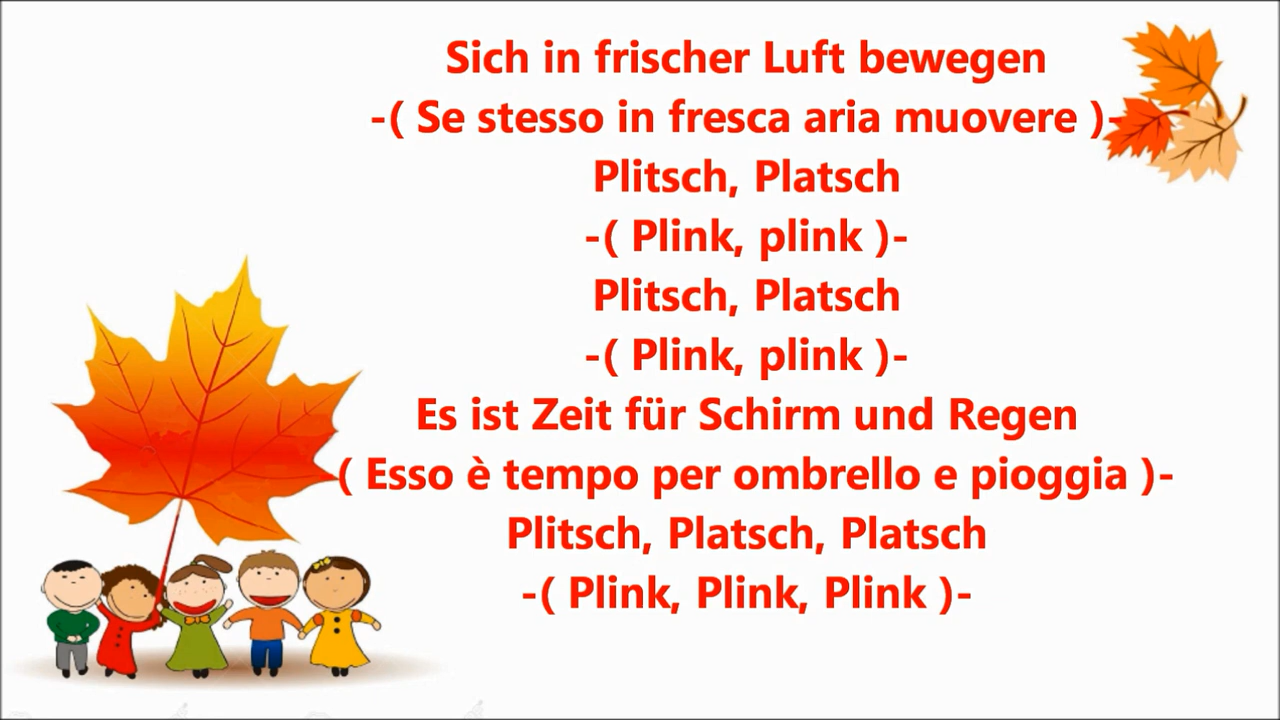 Sich in frischer Luft bewegen
-( Se stesso in fresca aria muovere )-
Plitsch, Platsch
-( Plink, plink )-
Plitsch, Platsch
-( Plink, plink )-
Es ist Zeit für Schirm und Regen
( Esso è tempo per ombrello e pioggia )-
Plitsch, Platsch, Platsch
-( Plink, Plink, Plink )-